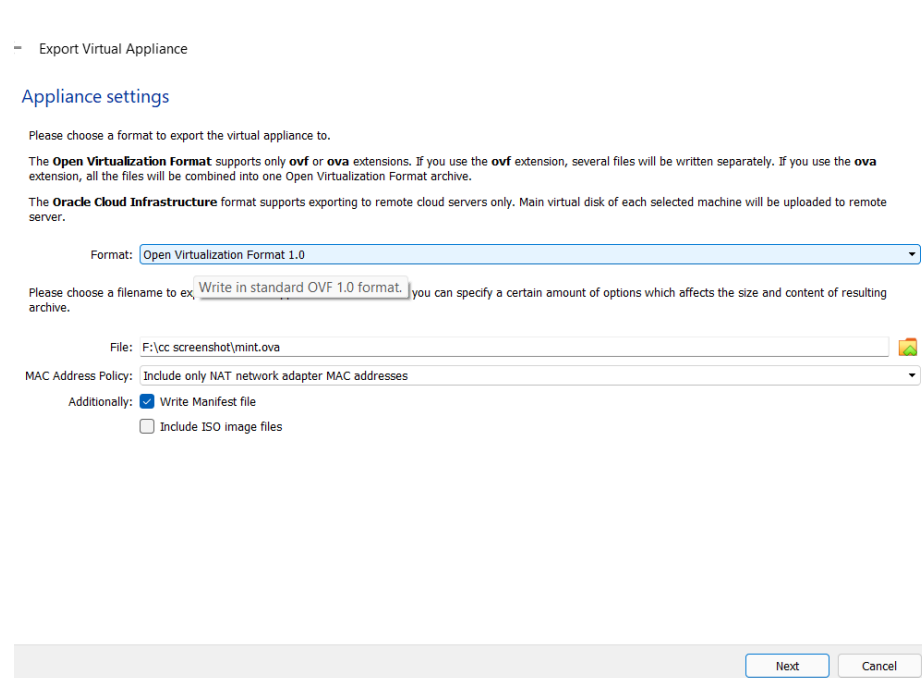 Export Virtual Appliance
Appliance settings
Please choose a format to export the virtual appliance to.
The Open Virtualization Format supports only ovf or ova extensions. If you use the ovf extension, several files will be written separately. If you use the ova
extension, all the files will be combined into one Open Virtualization Format archive.
The Oracle Cloud Infrastructure format supports exporting to remote cloud servers only. Main virtual disk of each selected machine will be uploaded to remote
server.
Format: Open Virtualization Format 1.0
Write in standard OVF 1.0 format.
Please choose a filename to you can specify a certain amount of options which affects the size and content of resulting
archive.
File: F:\cc screenshot\mint.ova
MAC Address Policy: Include only NAT network adapter MAC addresses
Additionally: Write Manifest file
Include ISO image files
Next Cancel